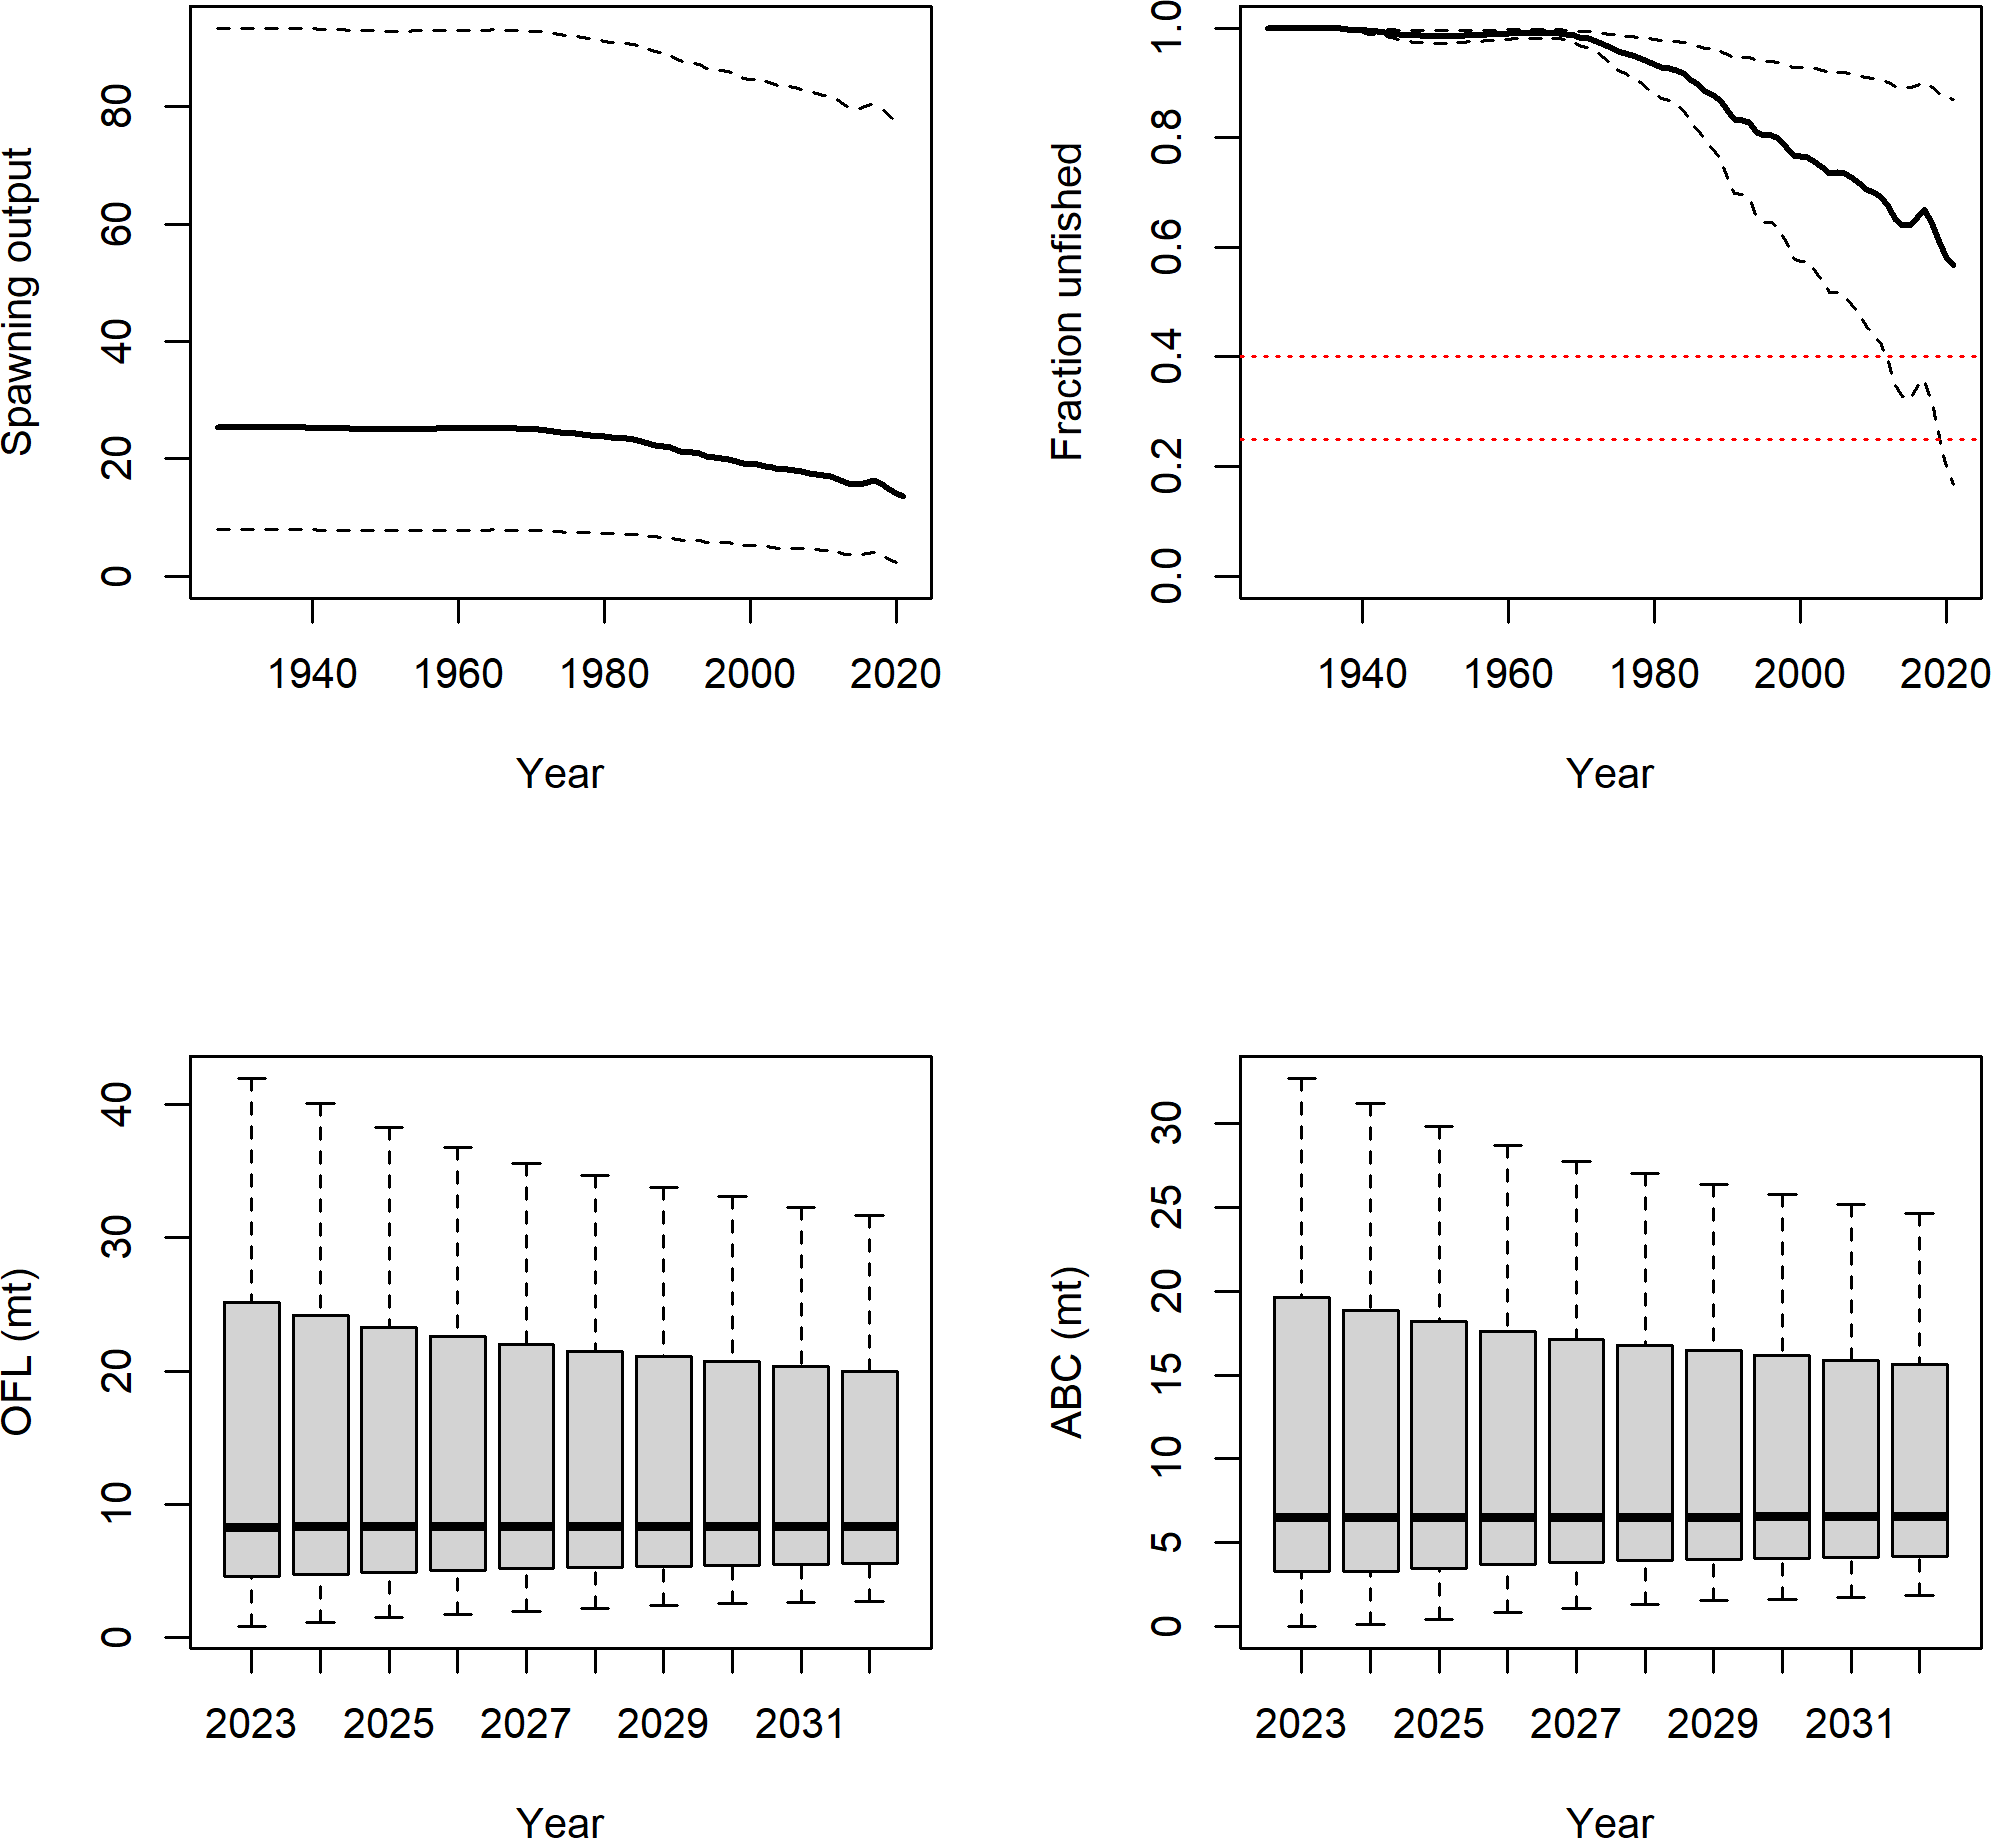 Spawning output
80
60
40
20
0
1940 1960 1980 2000 2020
Year
Fraction unfished
1.0
0.8
0.6
0.4
0.2
0.0
1940 1960 1980 2000 2020
Year
OFL (mt)
40
30
20
10
0
2023 2025 2027 2029 2031
Year
ABC (mt)
30
25
20
15
10
5
0
2023 2025 2027 2029 2031
Year